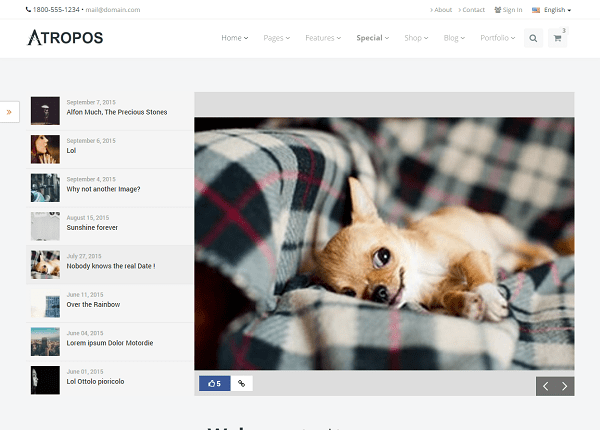 1800-555-1234 • mail@domain.com
About Contact Sign In English
ATROPOS
Home Pages Features Special Shop Blog Portfolio 3
September 7, 2015
Alfon Much, The Precious Stones
September 6, 2015
Lol
September 4, 2015
Why not another Image?
August 15, 2015
Sunshine forever
July 27, 2015
Nobody knows the real Date !
June 11, 2015
Over the Rainbow
June 04, 2015
Lorem ipsum Dolor Motordie
June 01, 2015
Lol Ottolo pioricolo
5